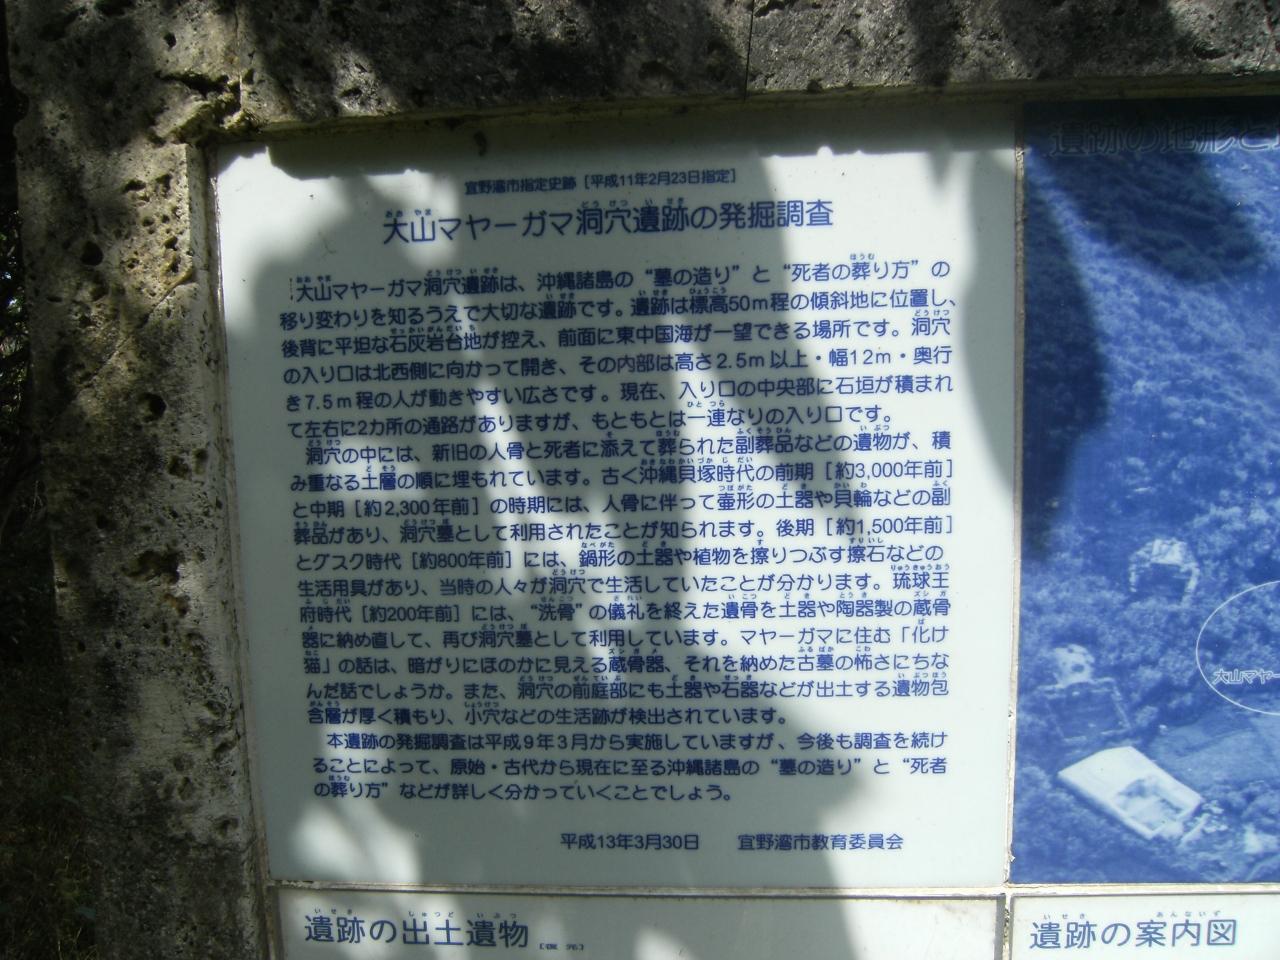 宜野湾市指定史跡［平成11年2月23日指定］
大山マヤーガマ洞穴遺跡の発掘調査
大山マヤーガマ洞穴遺跡は、沖縄諸島の“墓の造り”と“死者の葬り方”の
移り変わりを知るうえで大切な遺跡です。遺跡は標高50m程の傾斜地に位置し、
後背に平坦な石灰岩台地が控え、前面に東中国海が一望できる場所です。洞穴
の入り口は北西側に向かって開き、その内部は高さ2.5m以上・幅12m・奥行
き7.5m程の人が動きやすい広さです。現在、入り口の中央部に石垣が積まれ
て左右に2カ所の通路がありますが、もともとは一連なりの入り口です。
洞穴の中には、新旧の人骨と死者に添えて葬られた副葬品などの遺物が、積
み重なる土層の順に埋もれています。古く沖縄貝塚時代の前期［約3,000年前］
と中期［約2,300年前］の時期には、人骨に伴って壷形の土器や貝輪などの副
葬品があり、洞穴墓として利用されたことが知られます。後期［約1,500年前］
とグスク時代［約800年前］には、鍋形の土器や植物を擦りつぶす擦石などの
生活用具があり、当時の人々が洞穴で生活していたことが分かります。琉球王
府時代［約200年前］には、“洗骨”の儀礼を終えた遺骨を土器や陶器製の蔵骨
器に納め直して、再び洞穴墓として利用しています。マヤーガマに住む「化け
猫」の話は、暗がりにほのかに見える蔵骨器、それを納めた古墓の怖さにちな
んだ話でしょうか。また、洞穴の前庭部にも土器や石器などが出土する遺物包
含層が厚く積もり、小穴などの生活跡が検出されています。
本遺跡の発掘調査は平成9年3月から実施していますが、今後も調査を続け
ることによって、原始・古代から現在に至る沖縄諸島の“墓の造り”と“死者
の葬り方”などが詳しく分かっていくことでしょう。
平成13年3月30日 宜野湾市教育委員会
遺跡の地形と
大山マヤー
遺跡の出土遺物
遺跡の案内図